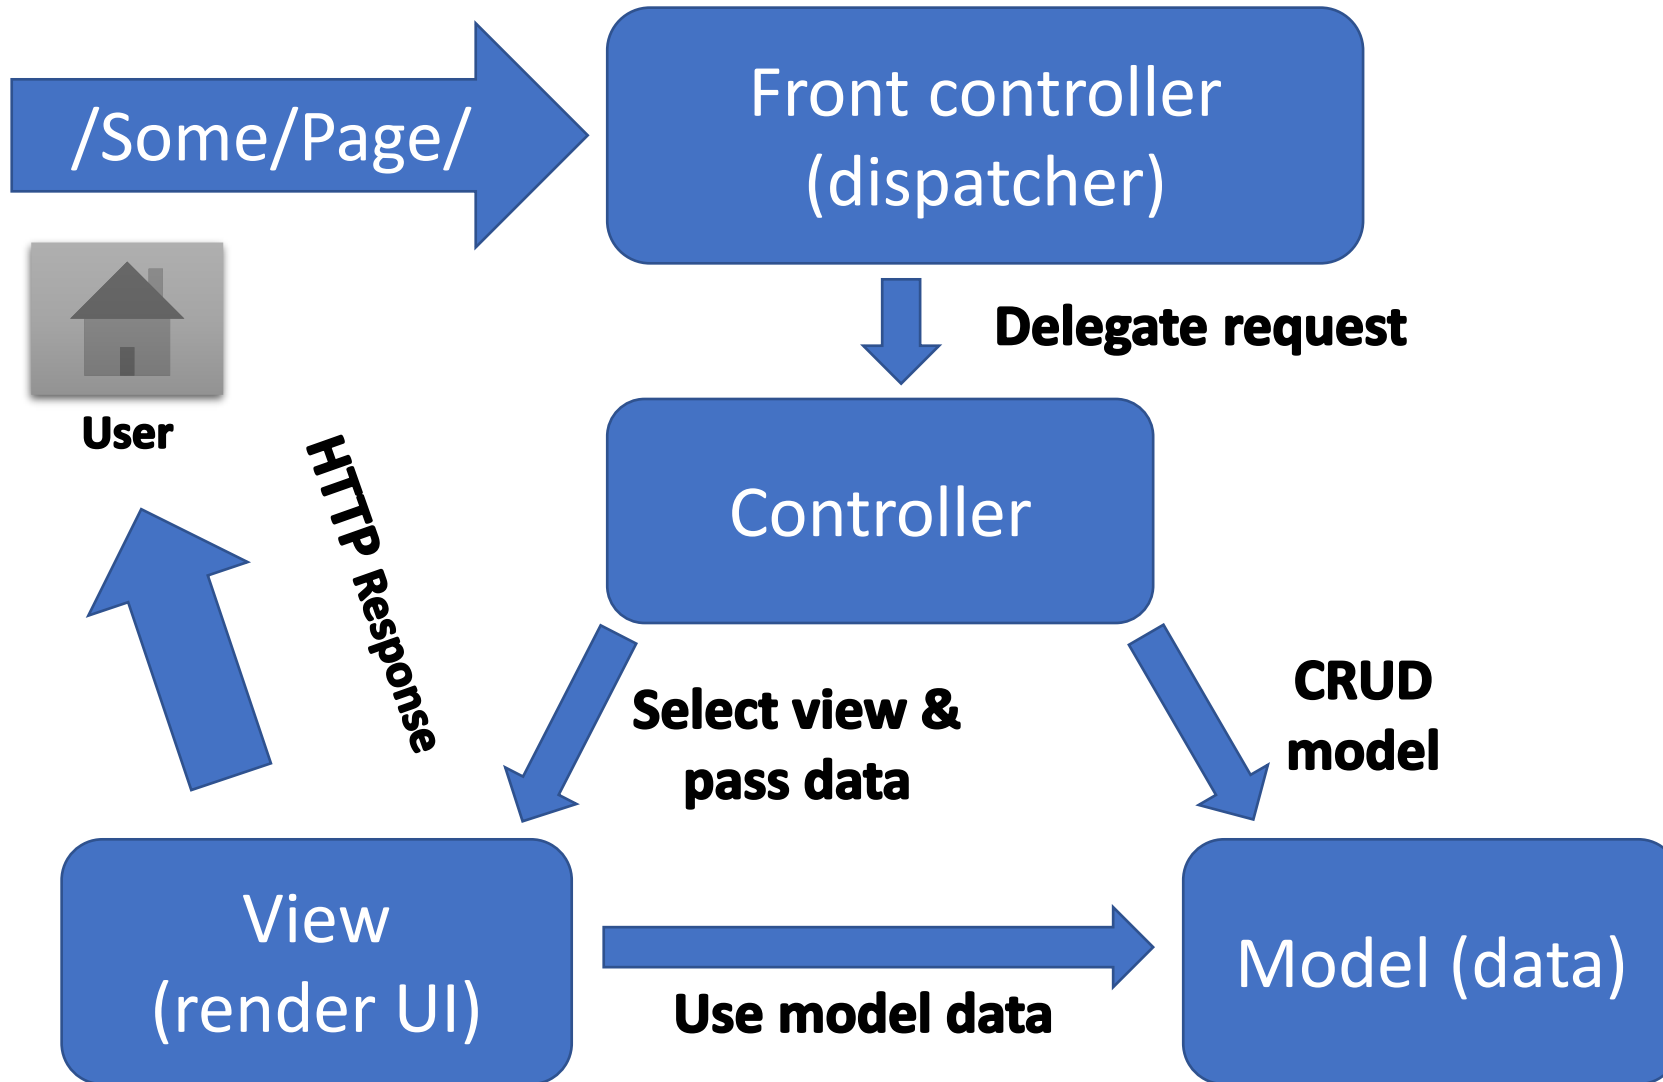 /Some/Page/
Front controller
(dispatcher)
Delegate request
User
HTTP Response
Controller
Select view &
pass data
CRUD
model
View
(render UI)
Use model data
Model (data)